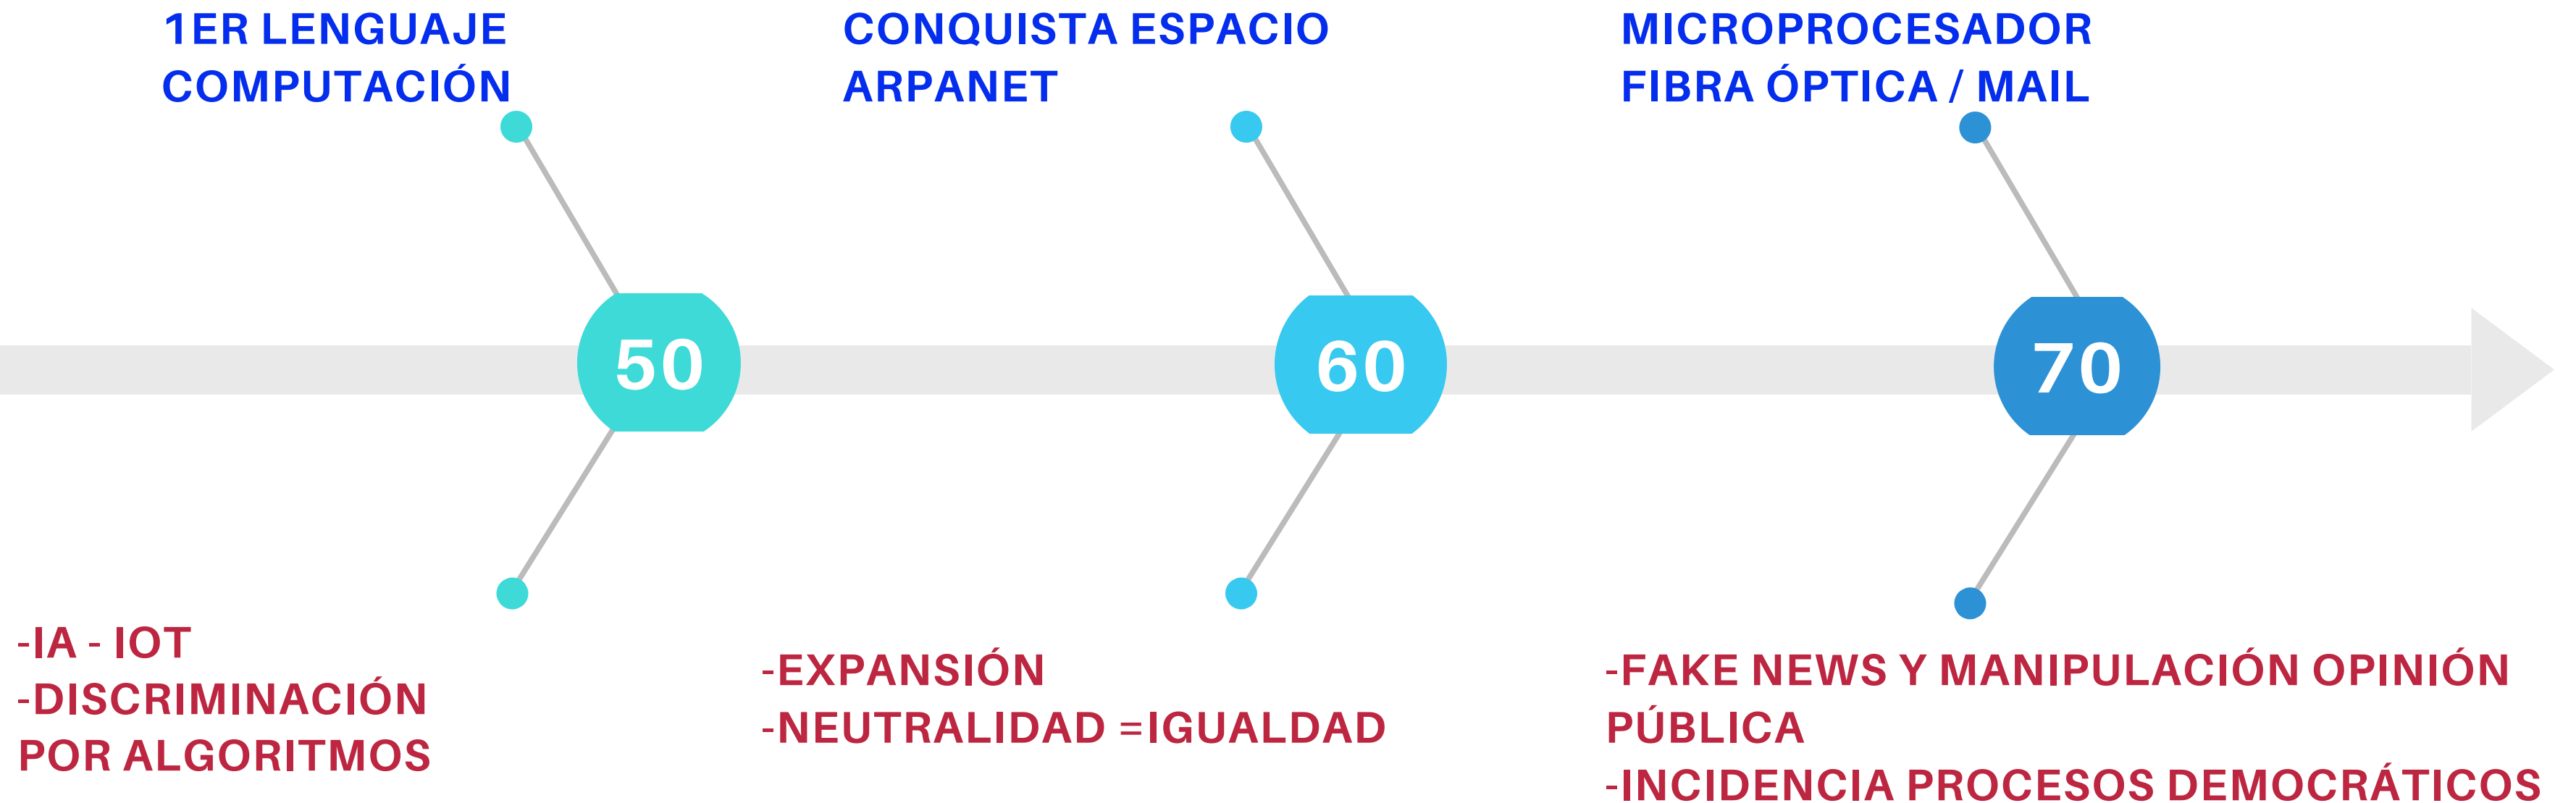 1ER LENGUAJE
COMPUTACIÓN
CONQUISTA ESPACIO
ARPANET
MICROPROCESADOR
FIBRA ÓPTICA / MAIL
50
60
70
-IA - IOT
-DISCRIMINACIÓN
POR ALGORITMOS
-EXPANSIÓN
-NEUTRALIDAD =IGUALDAD
-FAKE NEWS Y MANIPULACIÓN OPINIÓN
PÚBLICA
-INCIDENCIA PROCESOS DEMOCRÁTICOS